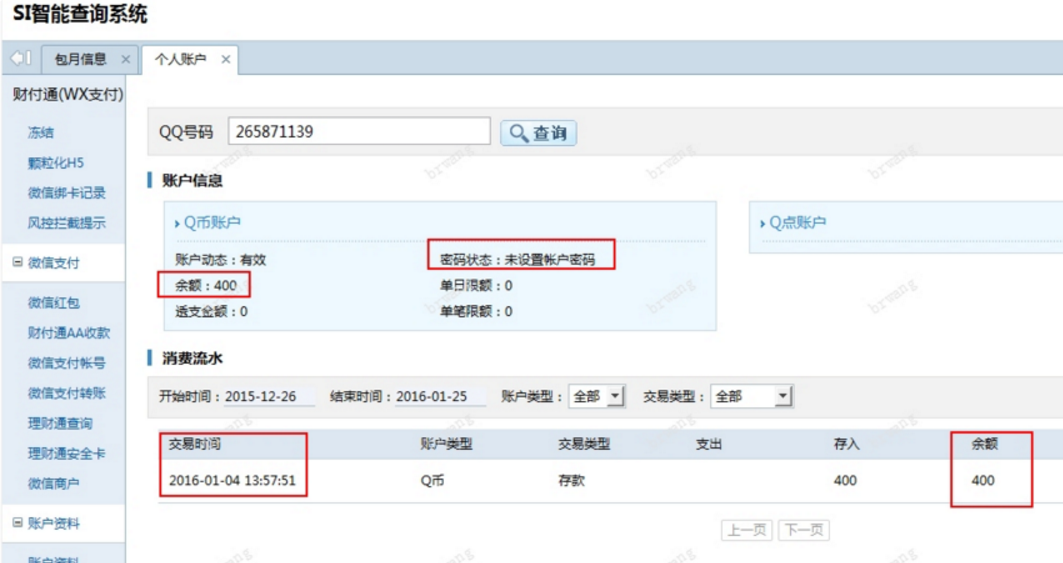 SI智能查询系统
包月信息 × 个人账户 ×
财付通(WX支付)
冻结
颗粒化H5
微信绑卡记录
风控拦截提示
微信支付
微信红包
财付通AA收款
微信支付帐号
微信支付转账
理财通查询
理财通安全卡
微信商户
账户资料
账户资料
QQ号码 265871139 查询
账户信息
Q币账户
账户动态：有效 密码状态：未设置帐户密码
余额：400 单日限额：0
透支金额：0 单笔限额：0
Q点账户
消费流水
开始时间：2015-12-26 结束时间：2016-01-25 账户类型：全部 交易类型：全部
交易时间 账户类型 交易类型 支出 存入 余额
2016-01-04 13:57:51 Q币 存款 400 400
上一页 下一页
brwang
brwang
brwang
brwang
brwang
brwang
brwang
brwang
brwang
brwang